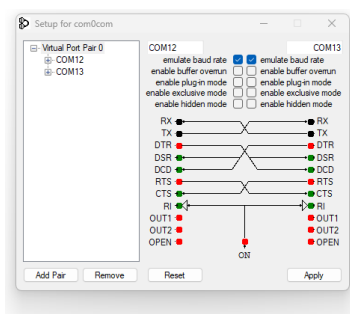 Setup for com0com
Virtual Port Pair 0
COM12
COM13
COM12 COM13
emulate baud rate emulate baud rate
enable buffer overrun enable buffer overrun
enable plug-in mode enable plug-in mode
enable exclusive mode enable exclusive mode
enable hidden mode enable hidden mode
RX RX
TX TX
DTR DTR
DSR DSR
DCD DCD
RTS RTS
CTS CTS
RI RI
OUT1 OUT1
OUT2 OUT2
OPEN OPEN
ON
Add Pair Remove Reset Apply